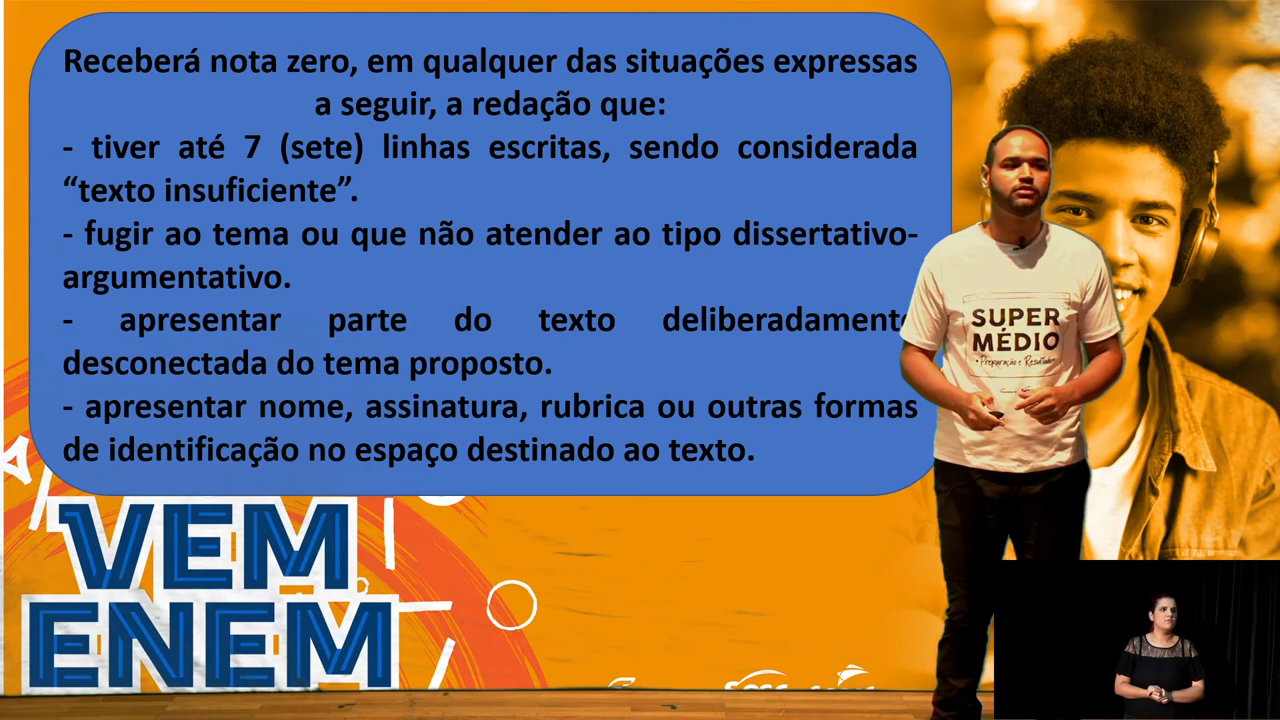 Receberá nota zero, em qualquer das situações expressas
a seguir, a redação que:
- tiver até 7 (sete) linhas escritas, sendo considerada
“texto insuficiente”.
- fugir ao tema ou que não atender ao tipo dissertativo-
argumentativo.
- apresentar parte do texto deliberadamente
desconectada do tema proposto.
- apresentar nome, assinatura, rubrica ou outras formas
de identificação no espaço destinado ao texto.
SUPER
MÉDIO
Preparação e Resultado
VEM
ENEM